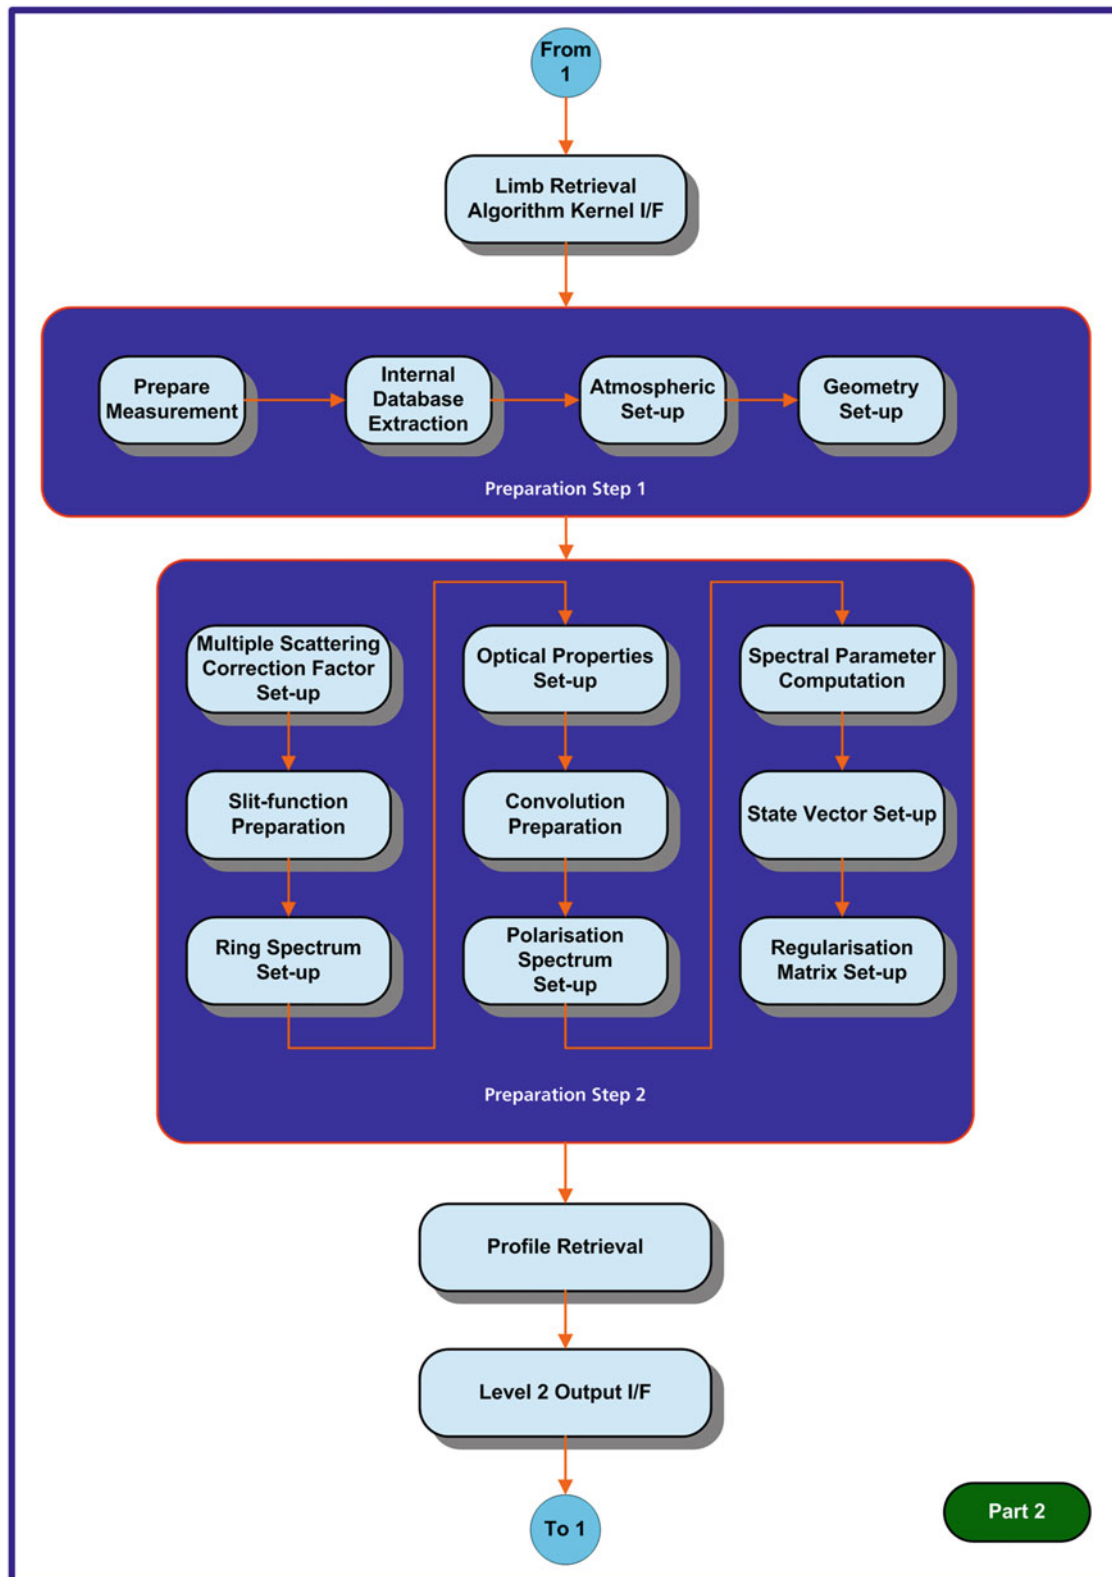 From
1
Limb Retrieval
Algorithm Kernel I/F
Prepare
Measurement
Internal
Database
Extraction
Atmospheric
Set-up
Geometry
Set-up
Preparation Step 1
Multiple Scattering
Correction Factor
Set-up
Slit-function
Preparation
Ring Spectrum
Set-up
Optical Properties
Set-up
Convolution
Preparation
Polarisation
Spectrum
Set-up
Spectral Parameter
Computation
State Vector Set-up
Regularisation
Matrix Set-up
Preparation Step 2
Profile Retrieval
Level 2 Output I/F
To 1
Part 2